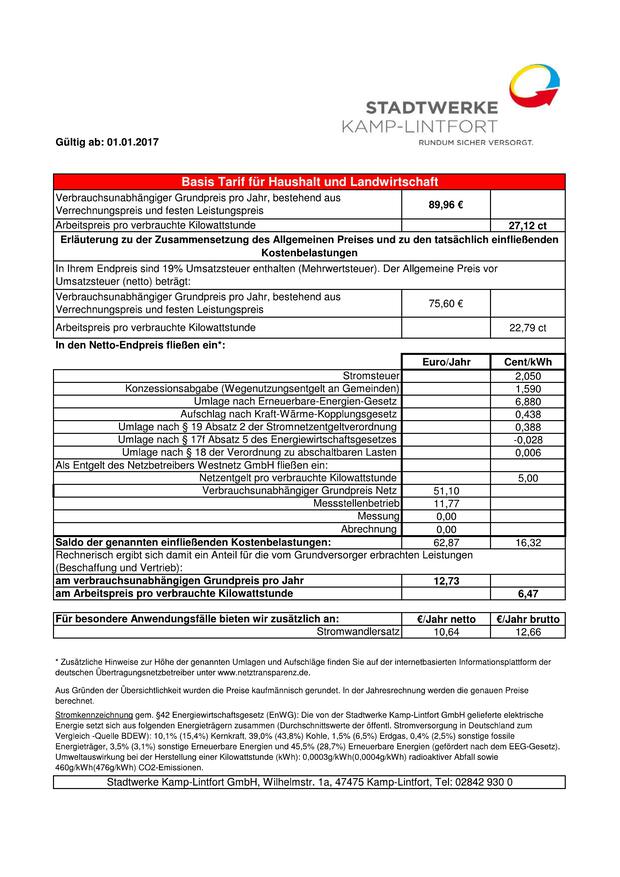 STADTWERKE
KAMP-LINTFORT
RUNDUM SICHER VERSORGT.
Gültig ab: 01.01.2017
Basis Tarif für Haushalt und Landwirtschaft
Verbrauchsunabhängiger Grundpreis pro Jahr, bestehend aus
Verrechnungspreis und festen Leistungspreis 89,96 €
Arbeitspreis pro verbrauchte Kilowattstunde 27,12 ct
Erläuterung zu der Zusammensetzung des Allgemeinen Preises und zu den tatsächlich einfließenden
Kostenbelastungen
In Ihrem Endpreis sind 19% Umsatzsteuer enthalten (Mehrwertsteuer). Der Allgemeine Preis vor
Umsatzsteuer (netto) beträgt:
Verbrauchsunabhängiger Grundpreis pro Jahr, bestehend aus
Verrechnungspreis und festen Leistungspreis 75,60 €
Arbeitspreis pro verbrauchte Kilowattstunde 22,79 ct
In den Netto-Endpreis fließen ein*:
Euro/Jahr Cent/kWh
Stromsteuer 2,050
Konzessionsabgabe (Wegenutzungsentgelt an Gemeinden) 1,590
Umlage nach Erneuerbare-Energien-Gesetz 6,880
Aufschlag nach Kraft-Wärme-Kopplungsgesetz 0,438
Umlage nach § 19 Absatz 2 der Stromnetzentgeltverordnung 0,388
Umlage nach § 17f Absatz 5 des Energiewirtschaftsgesetzes -0,028
Umlage nach § 18 der Verordnung zu abschaltbaren Lasten 0,006
Als Entgelt des Netzbetreibers Westnetz GmbH fließen ein:
Netzentgelt pro verbrauchte Kilowattstunde 5,00
Verbrauchsunabhängiger Grundpreis Netz 51,10
Messstellenbetrieb 11,77
Messung 0,00
Abrechnung 0,00
Saldo der genannten einfließenden Kostenbelastungen: 62,87 16,32
Rechnerisch ergibt sich damit ein Anteil für die vom Grundversorger erbrachten Leistungen
(Beschaffung und Vertrieb):
am verbrauchsunabhängigen Grundpreis pro Jahr 12,73
am Arbeitspreis pro verbrauchte Kilowattstunde 6,47
Für besondere Anwendungsfälle bieten wir zusätzlich an: €/Jahr netto €/Jahr brutto
Stromwandlersatz 10,64 12,66
* Zusätzliche Hinweise zur Höhe der genannten Umlagen und Aufschläge finden Sie auf der internetbasierten Informationsplattform der
deutschen Übertragungsnetzbetreiber unter www.netztransparenz.de.
Aus Gründen der Übersichtlichkeit wurden die Preise kaufmännisch gerundet. In der Jahresrechnung werden die genauen Preise
berechnet.
Stromkennzeichnung gem. §42 Energiewirtschaftsgesetz (EnWG): Die von der Stadtwerke Kamp-Lintfort GmbH gelieferte elektrische
Energie setzt sich aus folgenden Energieträgern zusammen (Durchschnittswerte der öffentl. Stromversorgung in Deutschland zum
Vergleich -Quelle BDEW): 10,1% (15,4%) Kernkraft, 39,0% (43,8%) Kohle, 1,5% (6,5%) Erdgas, 0,4% (2,5%) sonstige fossile
Energieträger, 3,5% (3,1%) sonstige Erneuerbare Energien und 45,5% (28,7%) Erneuerbare Energien (gefördert nach dem EEG-Gesetz).
Umweltauswirkung bei der Herstellung einer Kilowattstunde (kWh): 0,0003g/kWh(0,0004g/kWh) radioaktiver Abfall sowie
460g/kWh(476g/kWh) CO2-Emissionen.
Stadtwerke Kamp-Lintfort GmbH, Wilhelmstr. 1a, 47475 Kamp-Lintfort, Tel: 02842 930 0